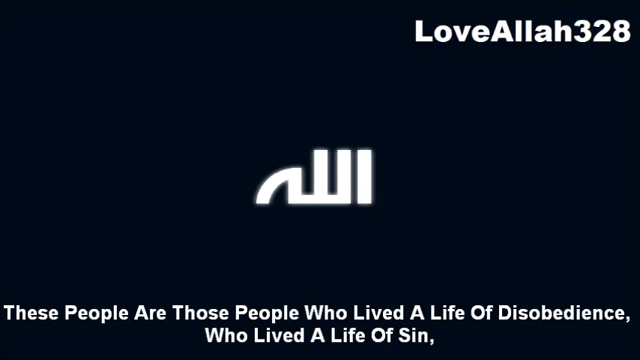 LoveAllah328
الله
These People Are Those People Who Lived A Life Of Disobedience,
Who Lived A Life Of Sin,